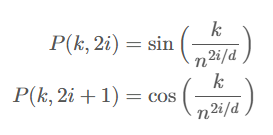 P(k, 2i) = sin(k / n^{2i/d})
P(k, 2i + 1) = cos(k / n^{2i/d})